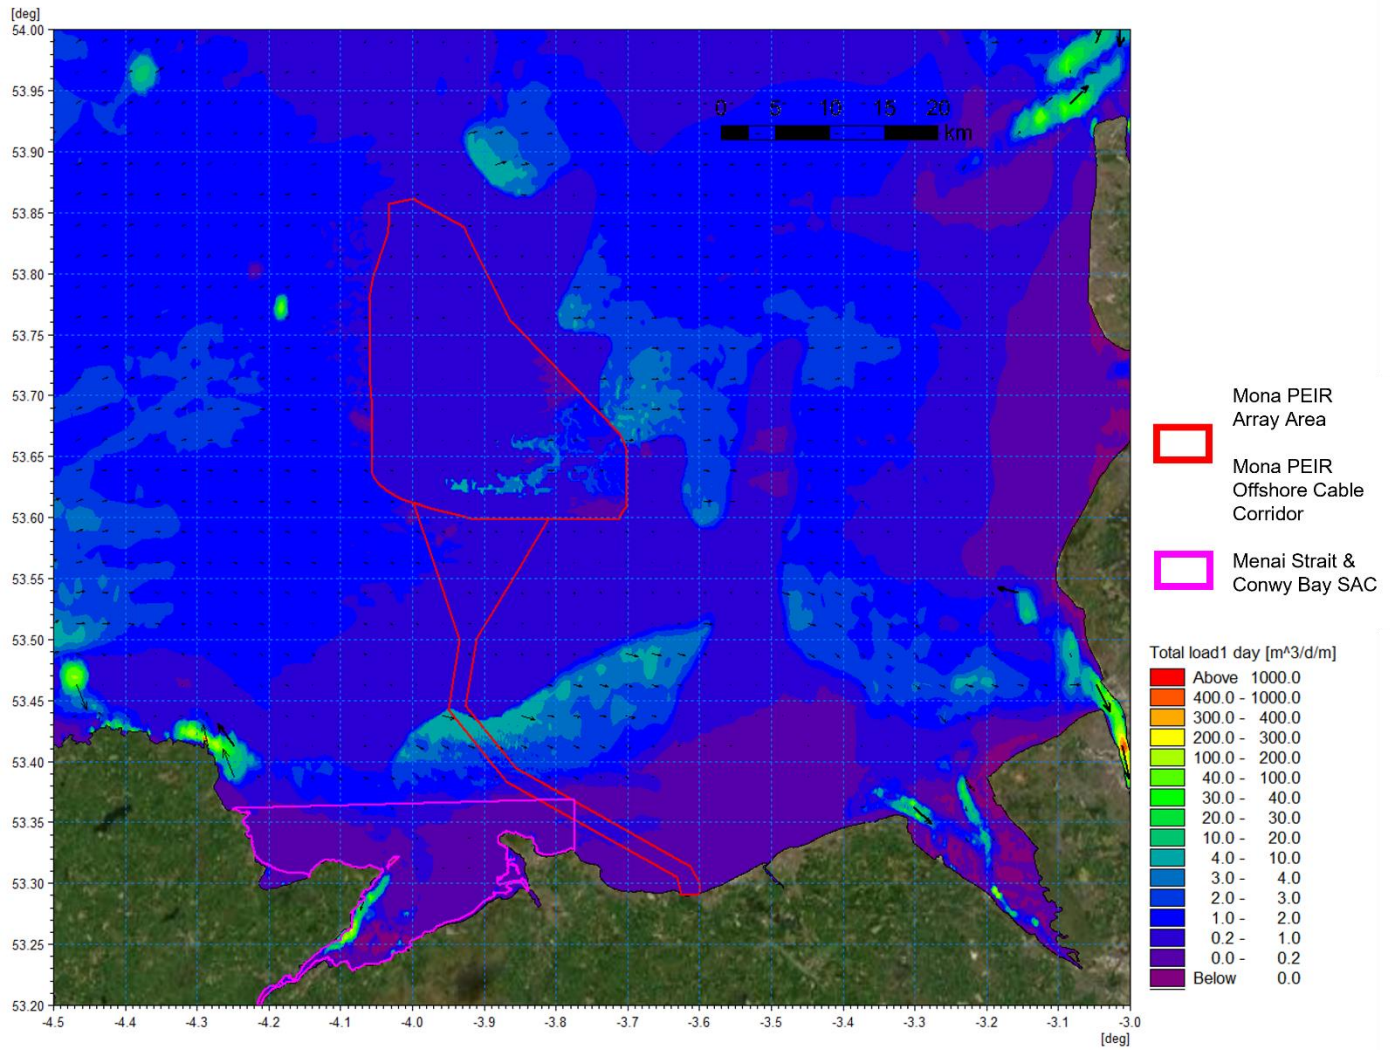 [deg]
54.00
53.95
53.90
53.85
53.80
53.75
53.70
53.65
53.60
53.55
53.50
53.45
53.40
53.35
53.30
53.25
53.20
-4.5 -4.4 -4.3 -4.2 -4.1 -4.0 -3.9 -3.8 -3.7 -3.6 -3.5 -3.4 -3.3 -3.2 -3.1 -3.0
[deg]
0 5 10 15 20
km
Mona PEIR
Array Area
Mona PEIR
Offshore Cable
Corridor
Menai Strait &
Conwy Bay SAC
Total load1 day [m^3/d/m]
Above 1000.0
400.0 - 1000.0
300.0 - 400.0
200.0 - 300.0
100.0 - 200.0
40.0 - 100.0
30.0 - 40.0
20.0 - 30.0
10.0 - 20.0
4.0 - 10.0
3.0 - 4.0
2.0 - 3.0
1.0 - 2.0
0.2 - 1.0
0.0 - 0.2
Below 0.0